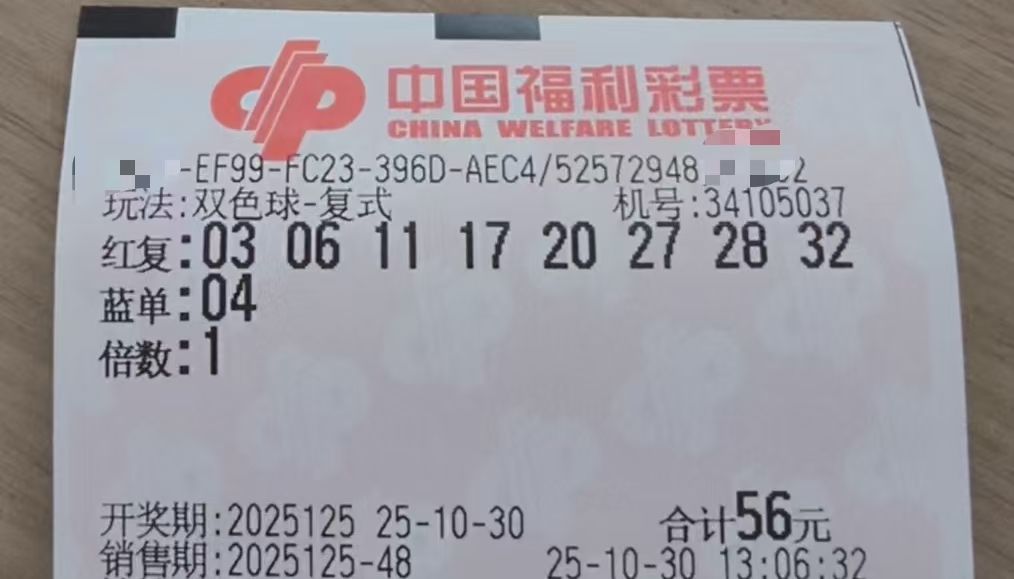 中国福利彩票
CHINA WELFARE LOTTERY
-EF99-FC23-396D-AEC4/52572948
玩法:双色球-复式 机号:34105037
红复:03 06 11 17 20 27 28 32
蓝单:04
倍数:1
开奖期:2025125 25-10-30 合计56元
销售期:2025125-48 25-10-30 13:06:32